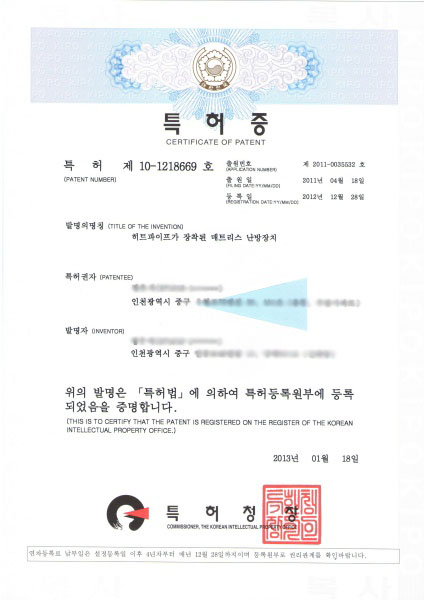 특허증
CERTIFICATE OF PATENT
특 허 제 10-1218669 호
(PATENT NUMBER)
출원번호 제 2011-0035532 호
(APPLICATION NUMBER)
출원일 2011년 04월 18일
(FILING DATE:YY/MM/DD)
등록일 2012년 12월 28일
(REGISTRATION DATE:YY/MM/DD)
발명의명칭 (TITLE OF THE INVENTION)
히트파이프가 장착된 매트리스 난방장치
특허권자 (PATENTEE)
인천광역시 중구
발명자 (INVENTOR)
인천광역시 중구
위의 발명은 「특허법」에 의하여 특허등록원부에 등록
되었음을 증명합니다.
(THIS IS TO CERTIFY THAT THE PATENT IS REGISTERED ON THE REGISTER OF THE KOREAN
INTELLECTUAL PROPERTY OFFICE.)
2013년 01월 18일
특허청장
COMMISSIONER, THE KOREAN INTELLECTUAL PROPERTY OFFICE
연차등록료 납부일은 설정등록일 이후 4년차부터 매년 12월 28일까지이며 등록원부로 권리관계를 확인바랍니다.